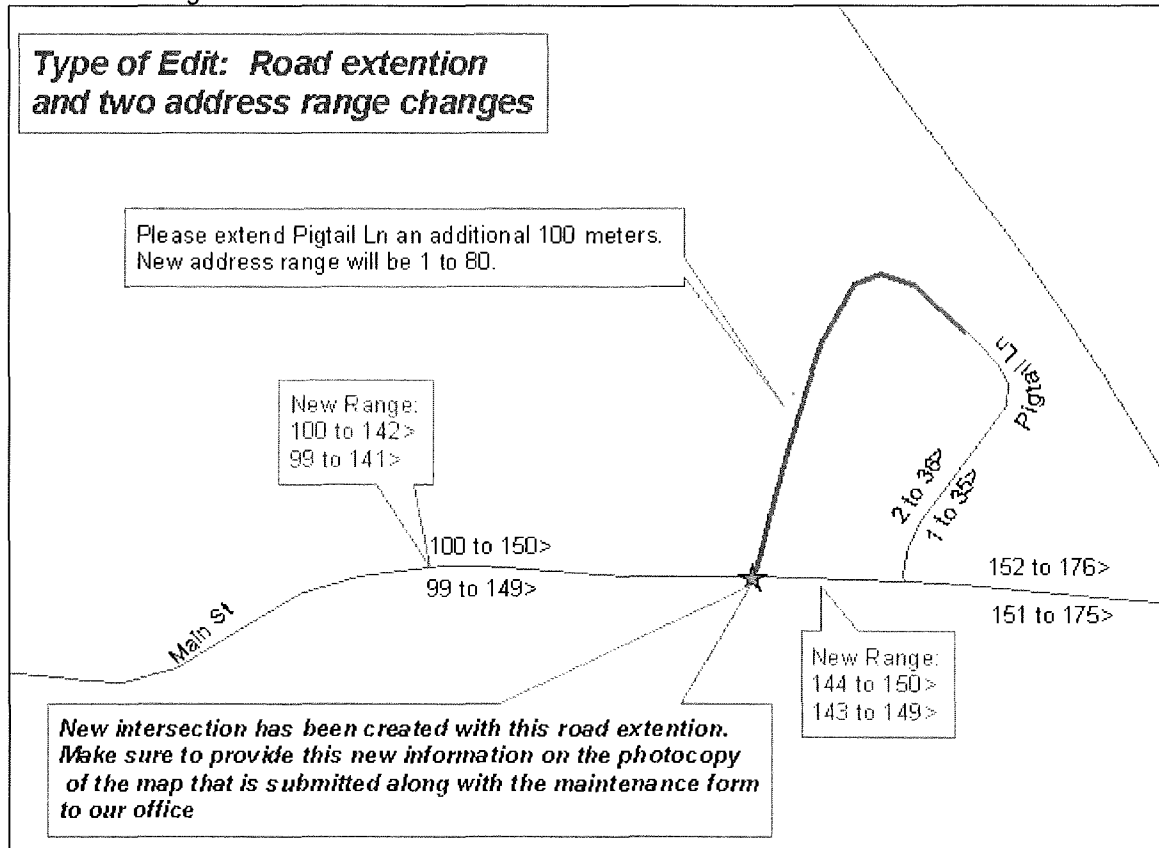 Type of Edit: Road extention
and two address range changes
Please extend Pigtail Ln an additional 100 meters.
New address range will be 1 to 80.
Pigtail Ln
New Range:
100 to 142>
99 to 141>
2 to 36>
1 to 35>
100 to 150>
99 to 149>
152 to 176>
151 to 175>
Main St
New Range:
144 to 150>
143 to 149>
New intersection has been created with this road extention.
Make sure to provide this new information on the photocopy
of the map that is submitted along with the maintenance form
to our office